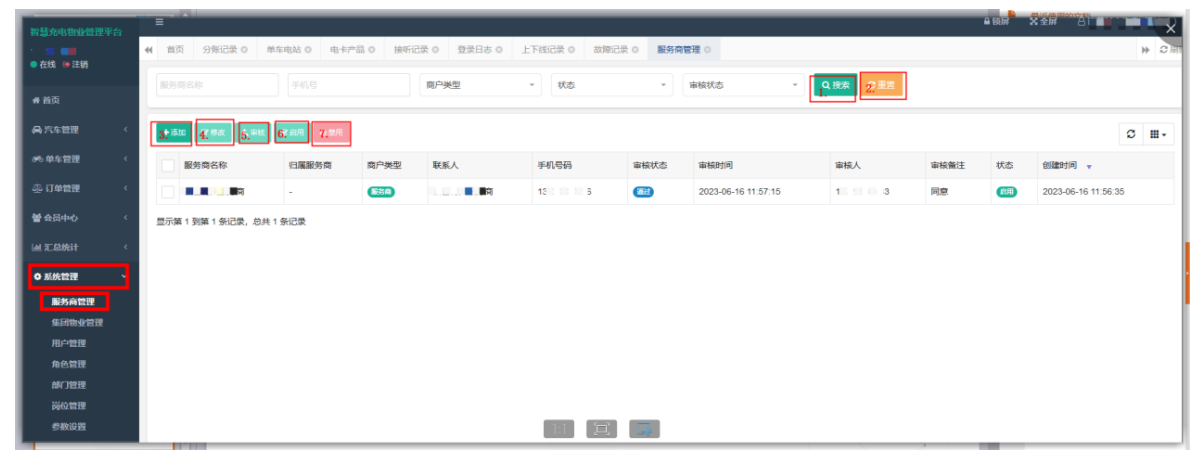 智慧充电物业管理平台
锁屏 全屏
在线 注销
首页 分账记录 单车电站 电卡产品 接听记录 登录日志 上下线记录 故障记录 服务商管理
服务商名称 手机号 商户类型 状态 审核状态 1. 搜索 2. 重置
首页
汽车管理
单车管理
订单管理
会员中心
汇总统计
系统管理
服务商管理
集团物业管理
用户管理
角色管理
部门管理
岗位管理
参数设置
3. 添加 4. 修改 5. 审核 6. 启用 7. 禁用
服务商名称 归属服务商 商户类型 联系人 手机号码 审核状态 审核时间 审核人 审核备注 状态 创建时间
商 - 服务商 商 通过 2023-06-16 11:57:15 同意 启用 2023-06-16 11:56:35
显示第 1 到第 1 条记录，总共 1 条记录
1:1